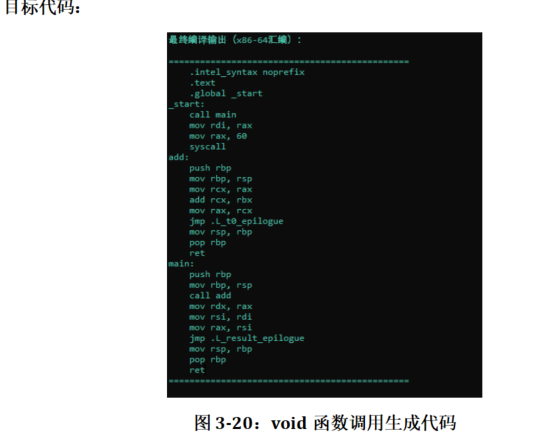 目标代码：
最终编译输出（x86-64汇编）：
==============================================
.intel_syntax noprefix
.text
.global _start
_start:
call main
mov rdi, rax
mov rax, 60
syscall
add:
push rbp
mov rbp, rsp
mov rcx, rax
add rcx, rbx
mov rax, rcx
jmp .L_t0_epilogue
mov rsp, rbp
pop rbp
ret
main:
push rbp
mov rbp, rsp
call add
mov rdx, rax
mov rsi, rdi
mov rax, rsi
jmp .L_result_epilogue
mov rsp, rbp
pop rbp
ret
==============================================
图 3-20：void 函数调用生成代码